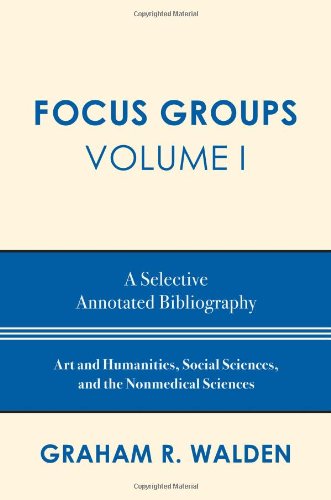 Copyrighted Material
FOCUS GROUPS
VOLUME I
A Selective
Annotated Bibliography
Art and Humanities, Social Sciences,
and the Nonmedical Sciences
GRAHAM R. WALDEN
Copyrighted Material